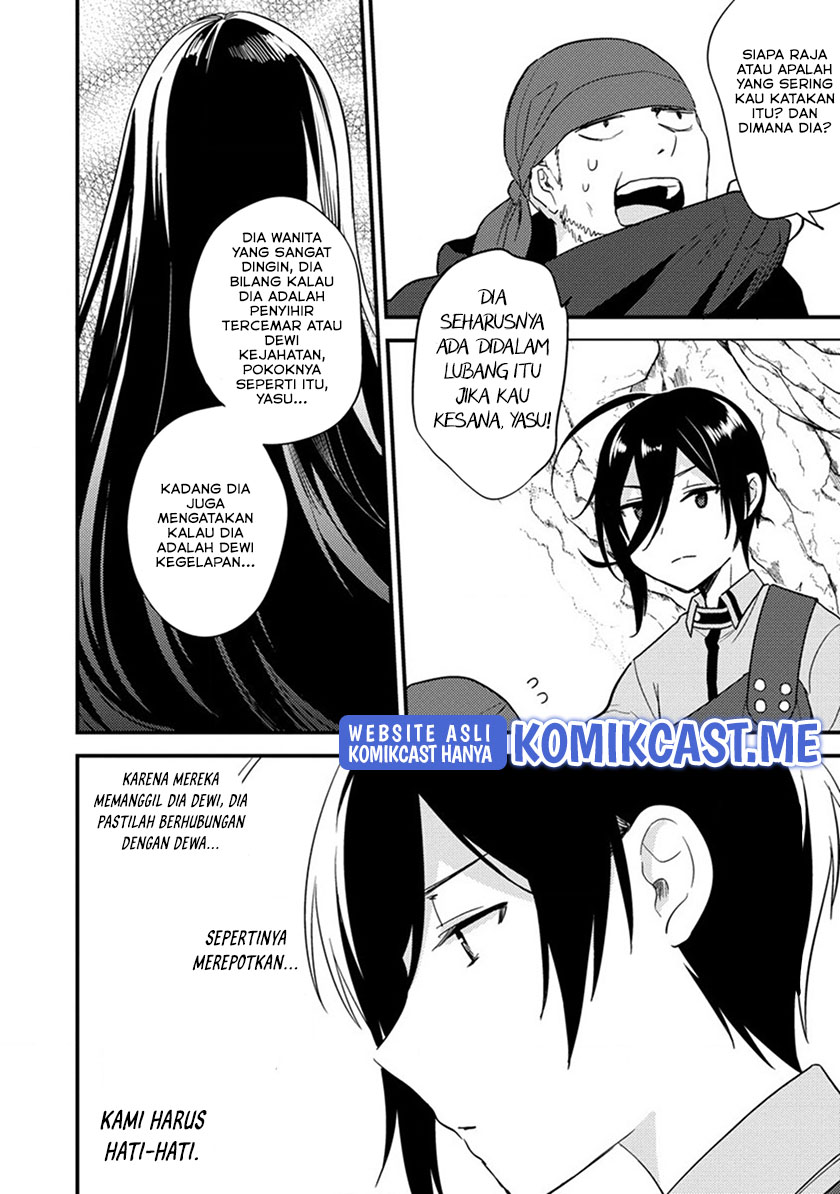 SIAPA RAJA
ATAU APALAH
YANG SERING
KAU KATAKAN
ITU? DAN
DIMANA DIA?
DIA
SEHARUSNYA
ADA DIDALAM
LUBANG ITU
JIKA KAU
KESANA, YASU!
DIA WANITA
YANG SANGAT
DINGIN, DIA
BILANG KALAU
DIA ADALAH
PENYIHIR
TERCEMAR ATAU
DEWI
KEJAHATAN,
POKOKNYA
SEPERTI ITU,
YASU...
KADANG DIA
JUGA
MENGATAKAN
KALAU DIA
ADALAH DEWI
KEGELAPAN...
WEBSITE ASLI
KOMIKCAST HANYA
KOMIKCAST.ME
KARENA MEREKA
MEMANGGIL DIA DEWI, DIA
PASTILAH BERHUBUNGAN
DENGAN DEWA...
SEPERTINYA
MEREPOTKAN...
KAMI HARUS
HATI-HATI.